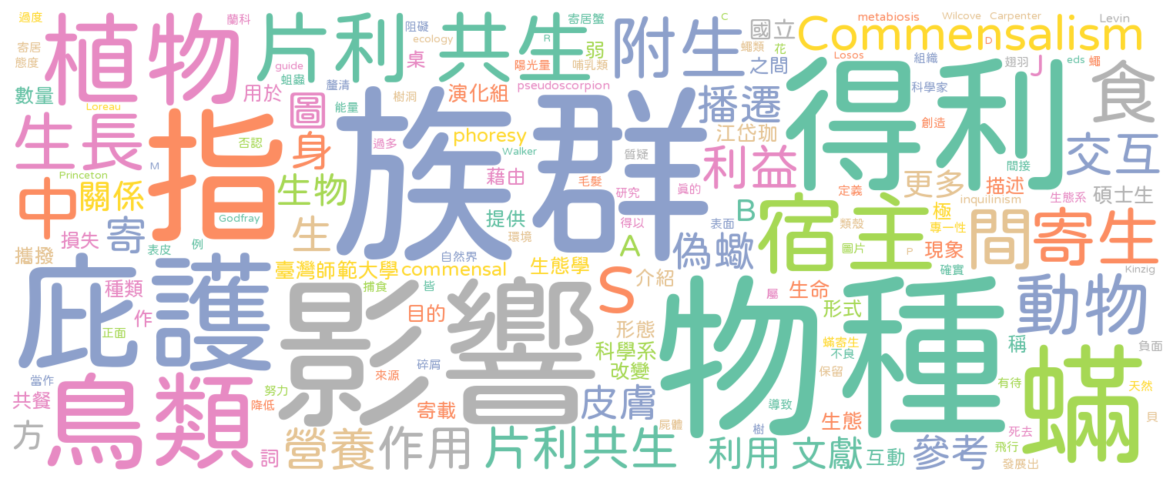 植物
片利
共生
附生
Commensalism
族群
得利
指
影響
物種
庇護
鳥類
蟎
宿主
間
寄生
動物
交互
食
J
播遷
利益
偽蠍
S
A
B
生長
中
關係
寄
生物
生
身
圖
營養
作用
片利共生
利用
文獻
互動
參考
皮膚
方
國立
之間
弱
桌
演化組
用於
數量
phoresy
pseudoscorpion
江岱珈
更多
描述
碩士生
inquilinism
極
現象
稱
形式
生命
介紹
生態學
提供
藉由
臺灣師範大學
commensal
損失
攜撥
種類
作
共餐
詞
目的
形態
科學系
改變
寄載
生態
蘭科
過度
寄居
態度
guide
蛆蟲
釐清
能量
樹洞
Loreau
否認
Princeton
M
Godfray
表皮
例
正面
當作
努力
降低
來源
碎屑
捕食
皆
自然界
環境
Walker
過多
毛髮
研究
質疑
得以
表面
阻礙
ecology
R
陽光量
哺乳類
寄居蟹
蠅類
花
C
metabiosis
Wilcove
Carpenter
Levin
Losos
D
組織
翅羽
eds
蠅
科學家
創造
間接
定義
類殼
專一性
圖片
P
生態系
確實
屬
Kinzig
蟎寄生
不良
保留
導致
樹
屍體
負面
天然
有待
死去
飛行
發展出
貝
真的